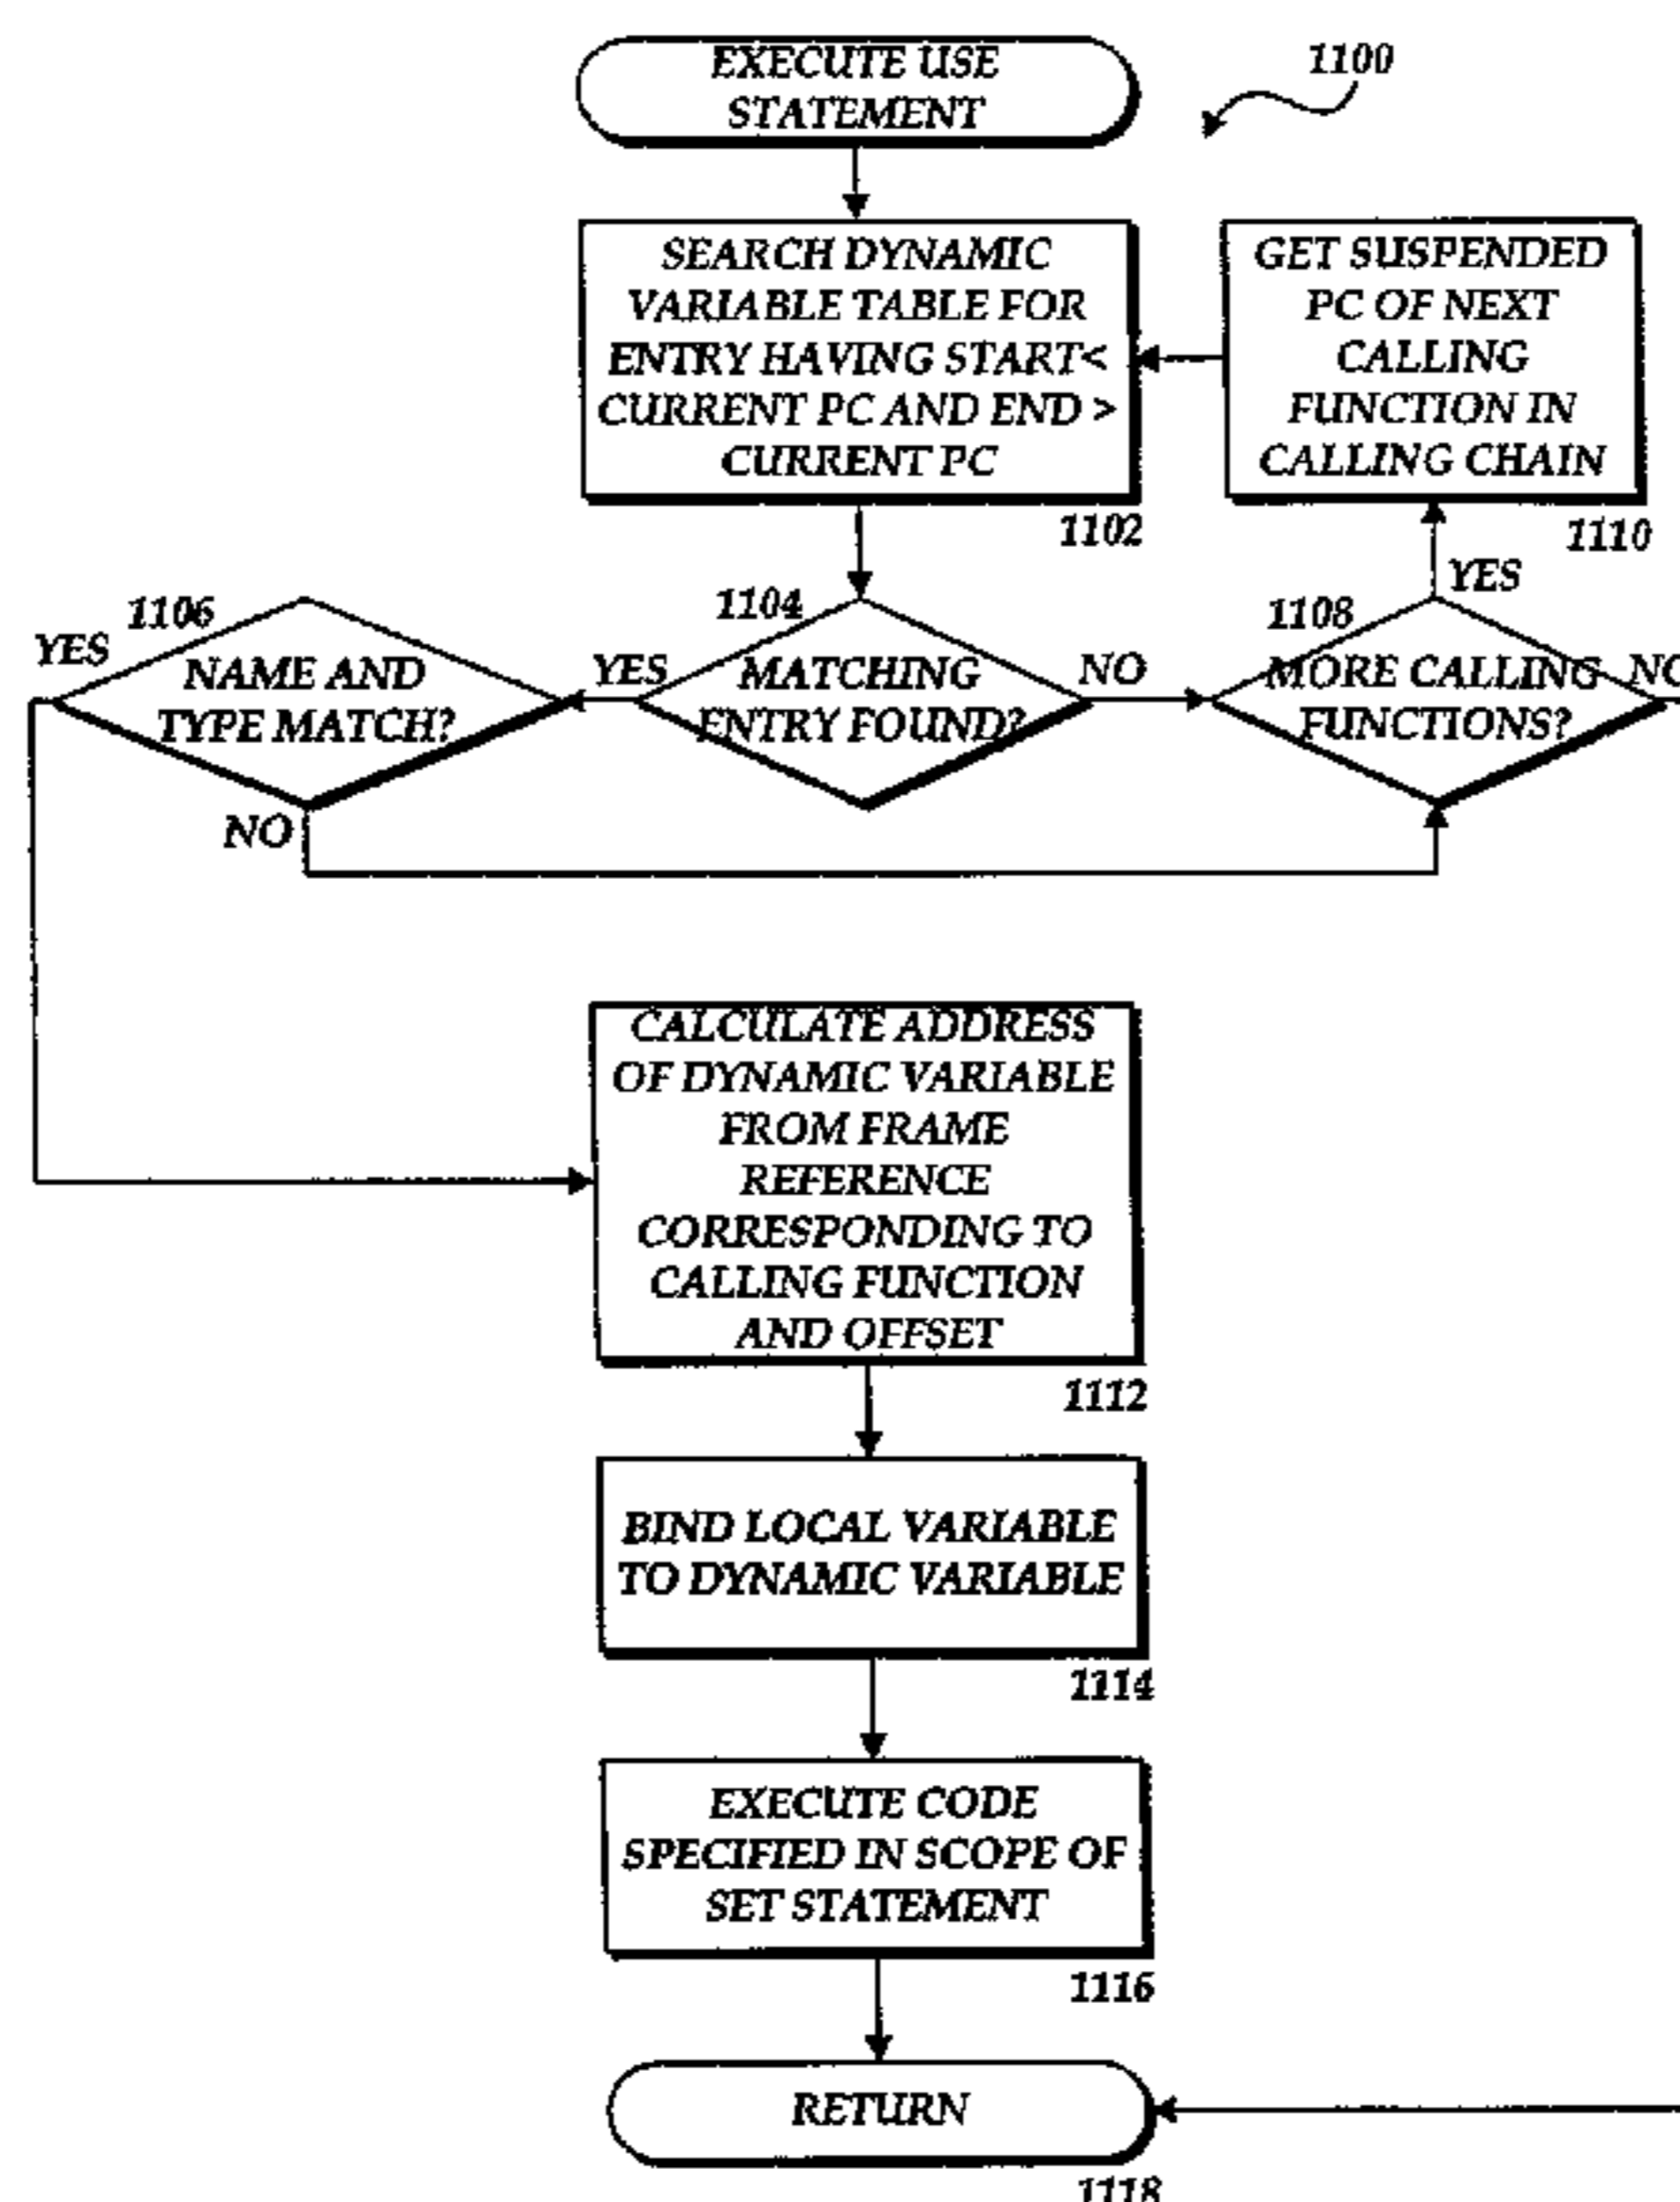 EXECUTE USE
STATEMENT
1100
SEARCH DYNAMIC
VARIABLE TABLE FOR
ENTRY HAVING START<
CURRENT PC AND END >
CURRENT PC
1102
GET SUSPENDED
PC OF NEXT
CALLING
FUNCTION IN
CALLING CHAIN
1110
YES
1106
NAME AND
TYPE MATCH?
NO
YES
1104
MATCHING
ENTRY FOUND?
NO
1108
YES
MORE CALLING
FUNCTIONS?
NO
CALCULATE ADDRESS
OF DYNAMIC VARIABLE
FROM FRAME
REFERENCE
CORRESPONDING TO
CALLING FUNCTION
AND OFFSET
1112
BIND LOCAL VARIABLE
TO DYNAMIC VARIABLE
1114
EXECUTE CODE
SPECIFIED IN SCOPE OF
SET STATEMENT
1116
RETURN
1118